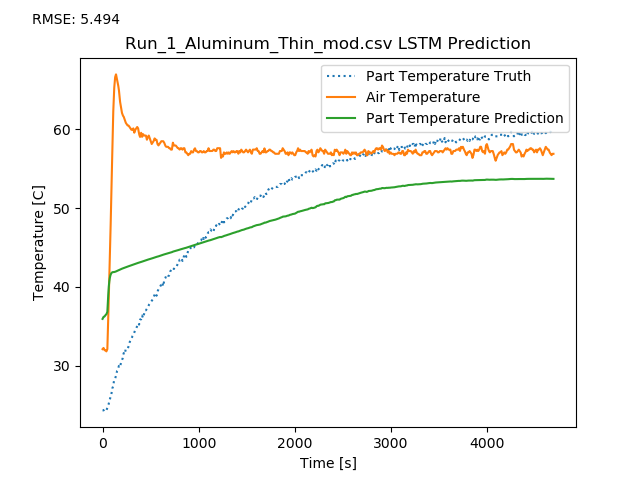 RMSE: 5.494
Run_1_Aluminum_Thin_mod.csv LSTM Prediction
Part Temperature Truth
Air Temperature
Part Temperature Prediction
Temperature [C]
60
50
40
30
0 1000 2000 3000 4000
Time [s]